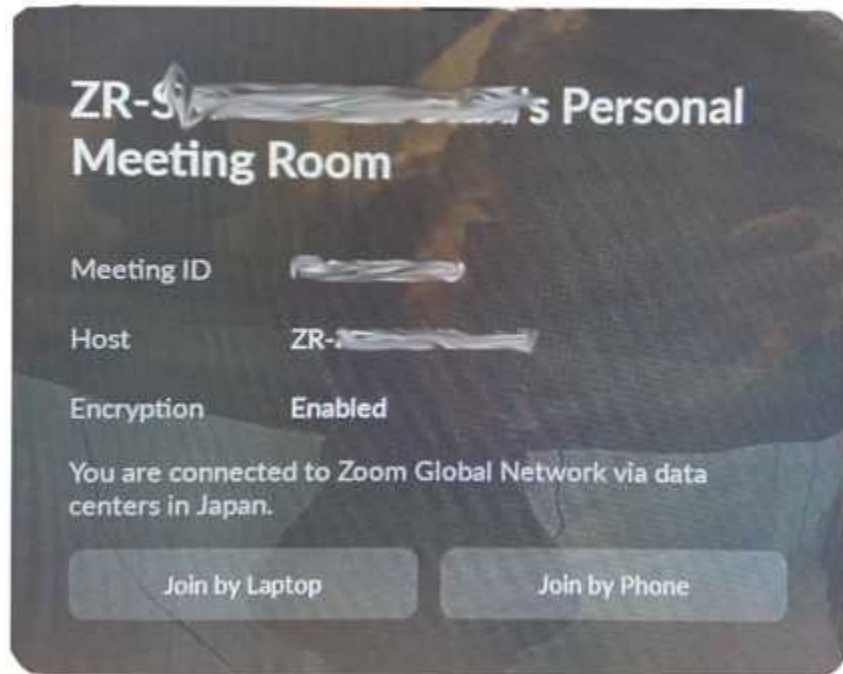 ZR-S 's Personal
Meeting Room
Meeting ID
Host ZR-
Encryption Enabled
You are connected to Zoom Global Network via data
centers in Japan.
Join by Laptop Join by Phone